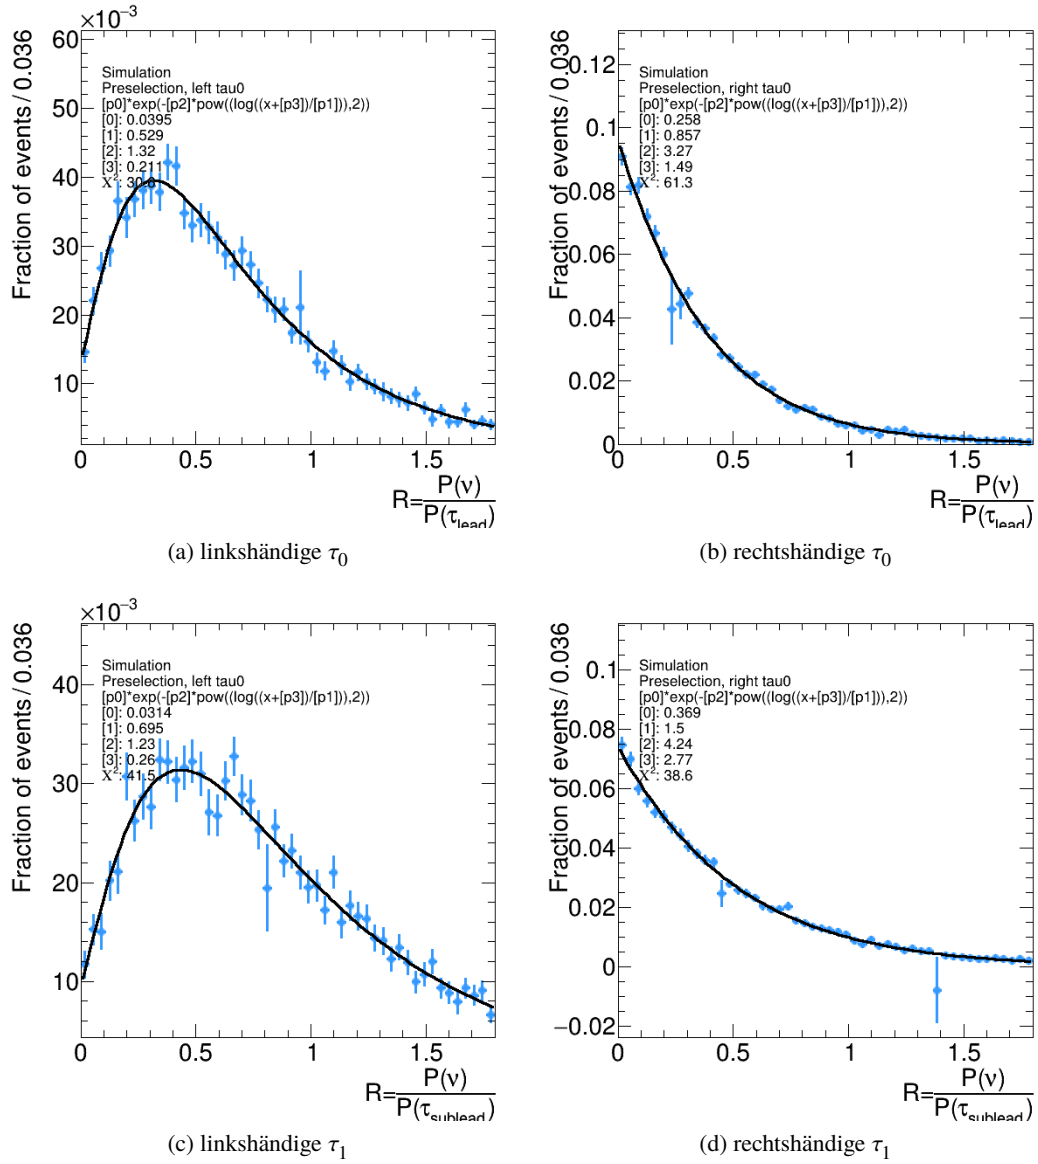 ×10⁻³
Fraction of events / 0.036
60
50
40
30
20
10
0
0.5
1
1.5
Simulation
Preselection, left tau0
[p0]*exp(-[p2]*pow((log((x+[p3])/[p1])),2))
[0]: 0.0395
[1]: 0.529
[2]: 1.32
[3]: 0.211
R=P(ν)/P(τlead)
(a) linkshändige τ0
Fraction of events / 0.036
0.12
0.1
0.08
0.06
0.04
0.02
0
0
0.5
1
1.5
Simulation
Preselection, right tau0
[p0]*exp(-[p2]*pow((log((x+[p3])/[p1])),2))
[0]: 0.258
[1]: 0.857
[2]: 3.27
[3]: 1.49
X²: 61.3
R=P(ν)/P(τlead)
(b) rechtshändige τ0
×10⁻³
Fraction of events / 0.036
40
30
20
10
0
0.5
1
1.5
Simulation
Preselection, left tau0
[p0]*exp(-[p2]*pow((log((x+[p3])/[p1])),2))
[0]: 0.0314
[1]: 0.695
[2]: 1.23
[3]: 0.26
X²: 41.5
R=P(ν)/P(τsublead)
(c) linkshändige τ1
Fraction of events / 0.036
0.1
0.08
0.06
0.04
0.02
0
−0.02
0
0.5
1
1.5
Simulation
Preselection, right tau0
[p0]*exp(-[p2]*pow((log((x+[p3])/[p1])),2))
[0]: 0.369
[1]: 1.5
[2]: 4.24
[3]: 2.77
X²: 38.6
R=P(ν)/P(τsublead)
(d) rechtshändige τ1